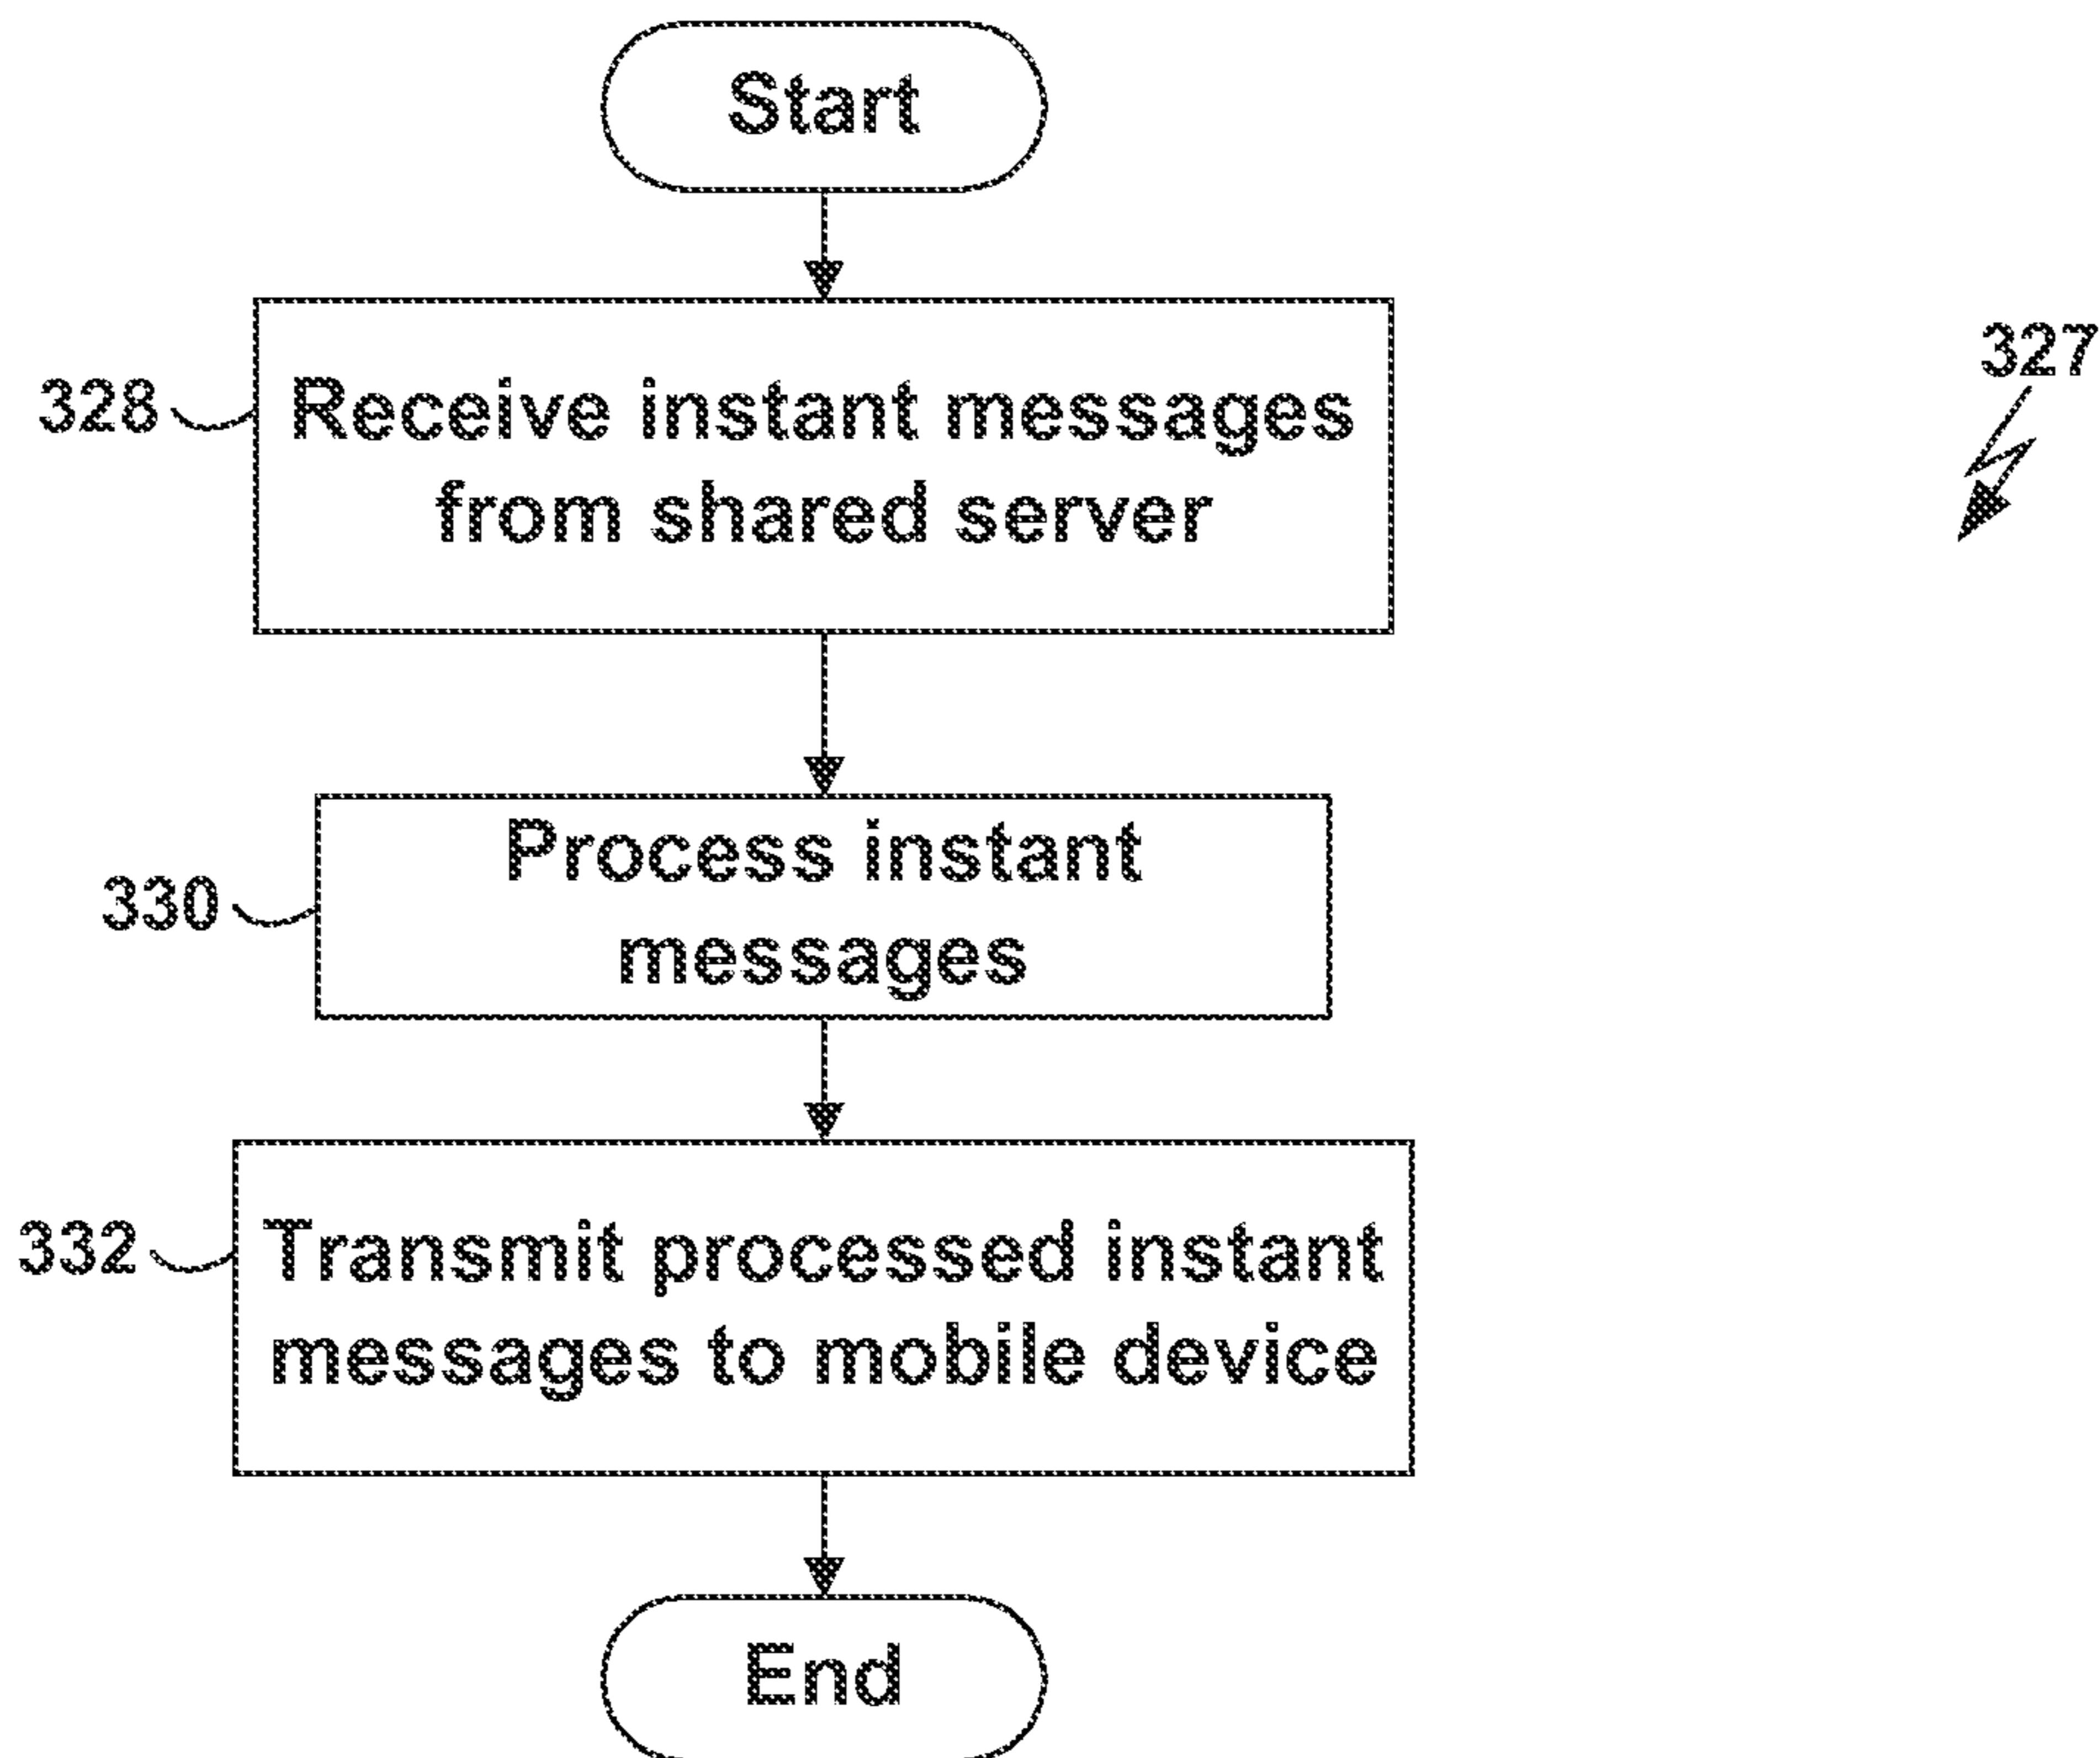 Start
327
328
Receive instant messages
from shared server
330
Process instant
messages
332
Transmit processed instant
messages to mobile device
End